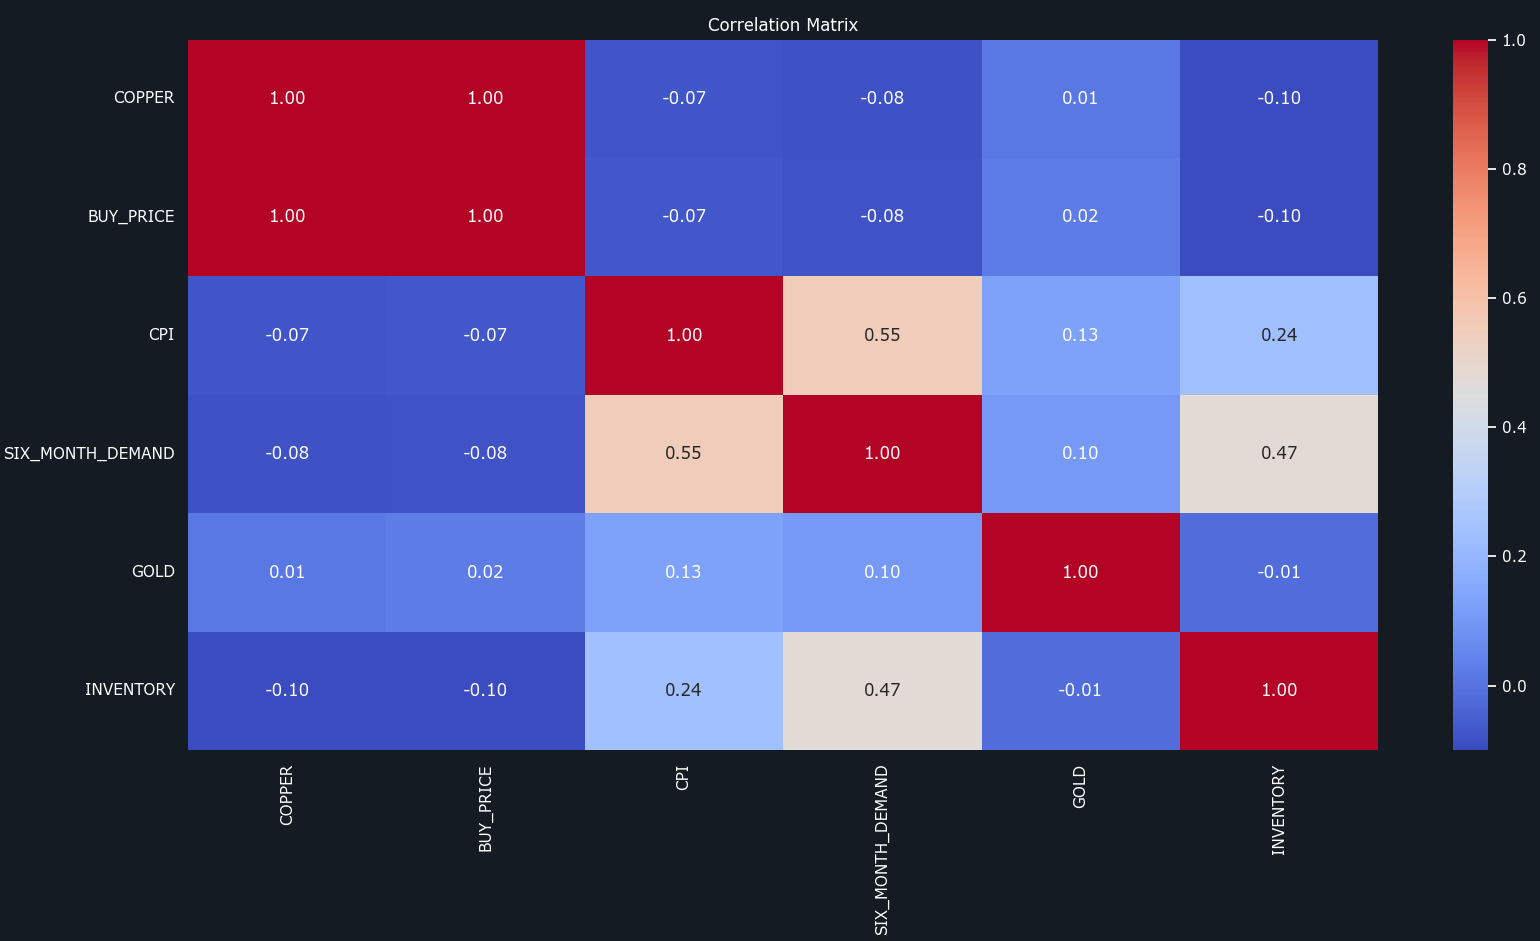 Correlation Matrix
COPPER 1.00 1.00 -0.07 -0.08 0.01 -0.10
BUY_PRICE 1.00 1.00 -0.07 -0.08 0.02 -0.10
CPI -0.07 -0.07 1.00 0.55 0.13 0.24
SIX_MONTH_DEMAND -0.08 -0.08 0.55 1.00 0.10 0.47
GOLD 0.01 0.02 0.13 0.10 1.00 -0.01
INVENTORY -0.10 -0.10 0.24 0.47 -0.01 1.00
COPPER
BUY_PRICE
CPI
SIX_MONTH_DEMAND
GOLD
INVENTORY
1.0
0.8
0.6
0.4
0.2
0.0